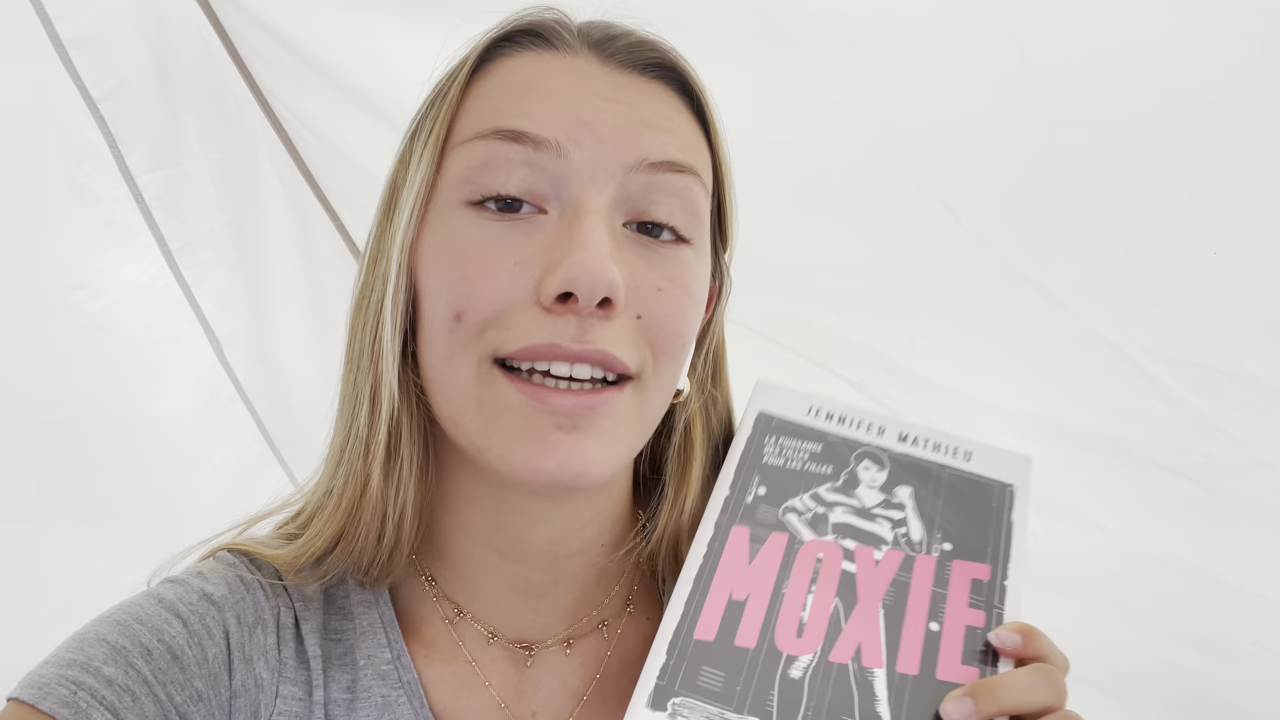 JENNIFER MATHIEU
LA PUISSANCE
DES FILLES
POUR LES FILLES
MOXIE